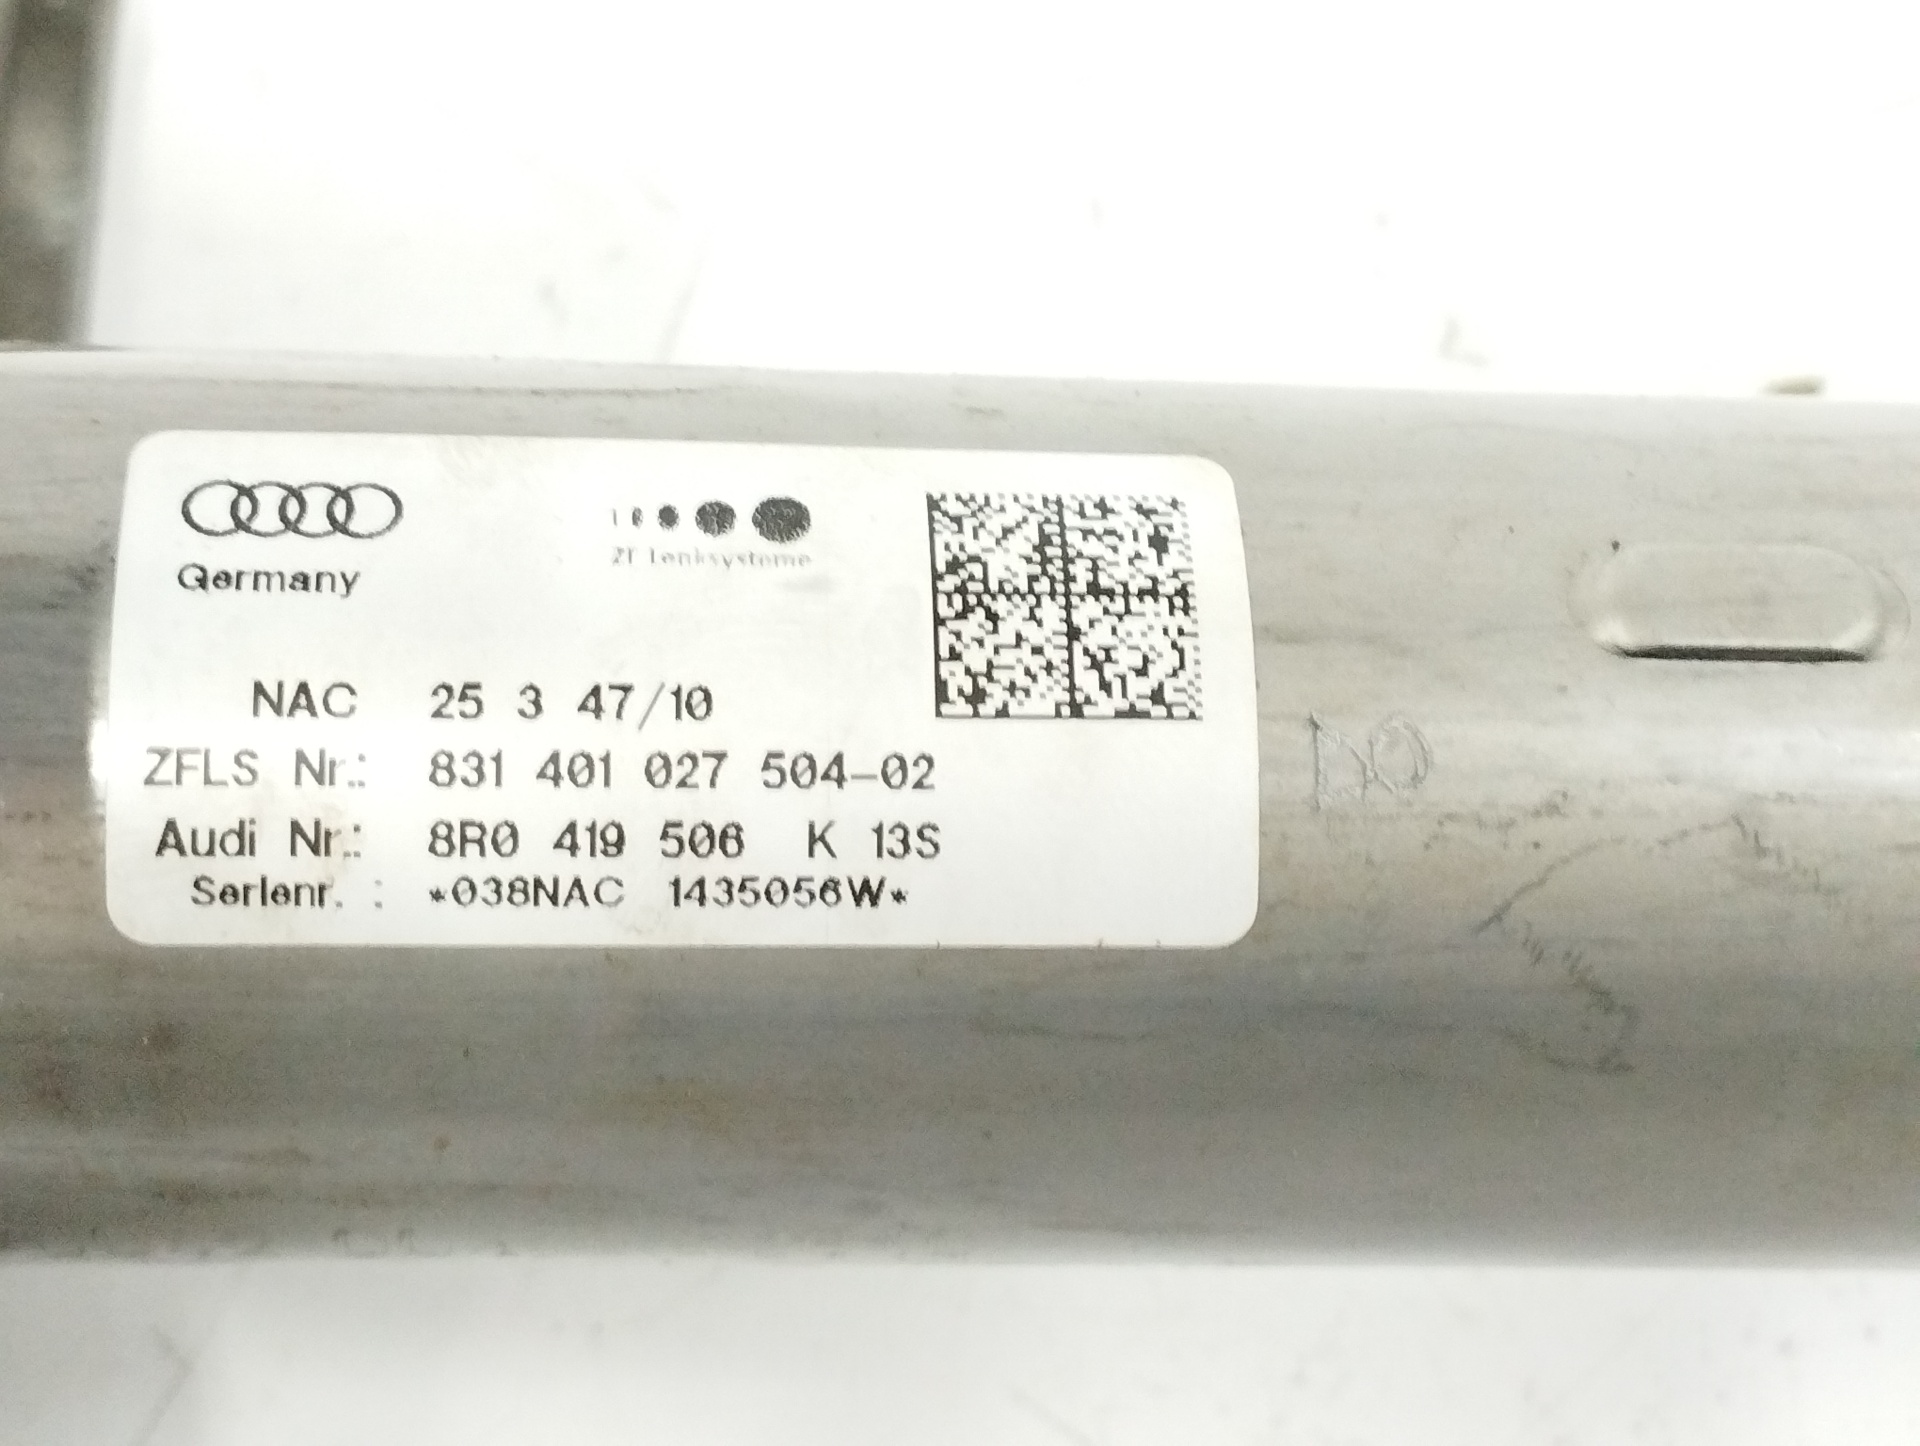 Germany
ZF Lenksysteme
NAC 25 3 47/10
ZFLS Nr.: 831 401 027 504-02
Audi Nr.: 8R0 419 506 K 13S
Serienr. : *038NAC 1435056W*